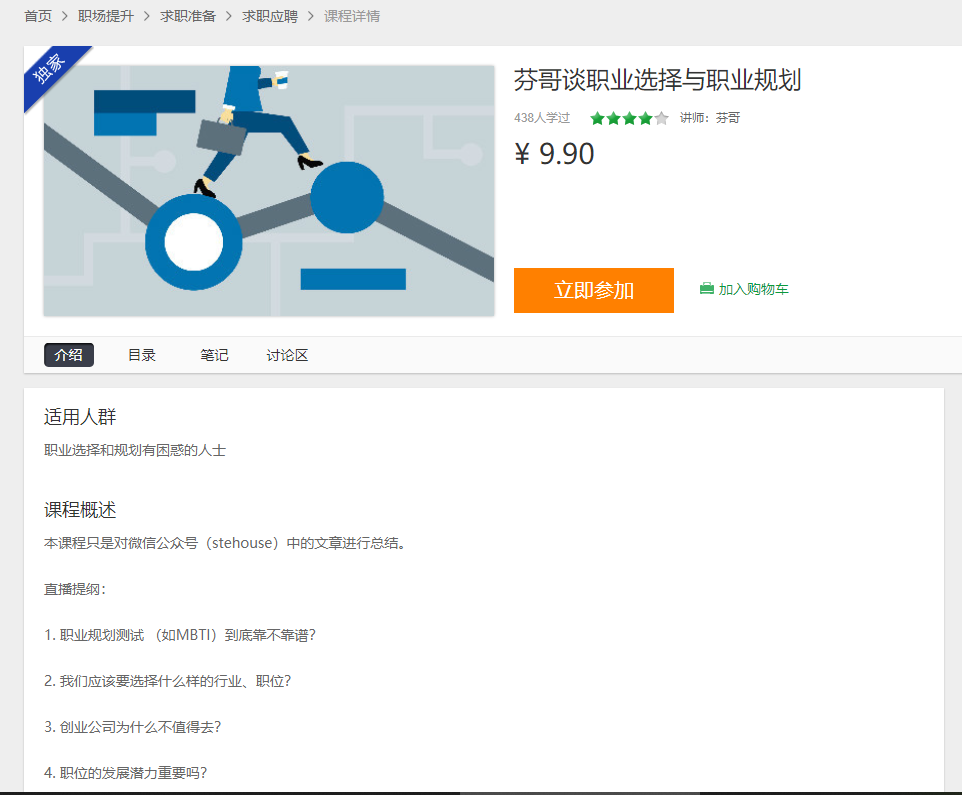 首页 > 职场提升 > 求职准备 > 求职应聘 > 课程详情
独家
芬哥谈职业选择与职业规划
438人学过 讲师：芬哥
¥ 9.90
立即参加 加入购物车
介绍 目录 笔记 讨论区
适用人群
职业选择和规划有困惑的人士
课程概述
本课程只是对微信公众号（stehouse）中的文章进行总结。
直播提纲：
1. 职业规划测试 （如MBTI）到底靠不靠谱？
2. 我们应该要选择什么样的行业、职位？
3. 创业公司为什么不值得去？
4. 职位的发展潜力重要吗？